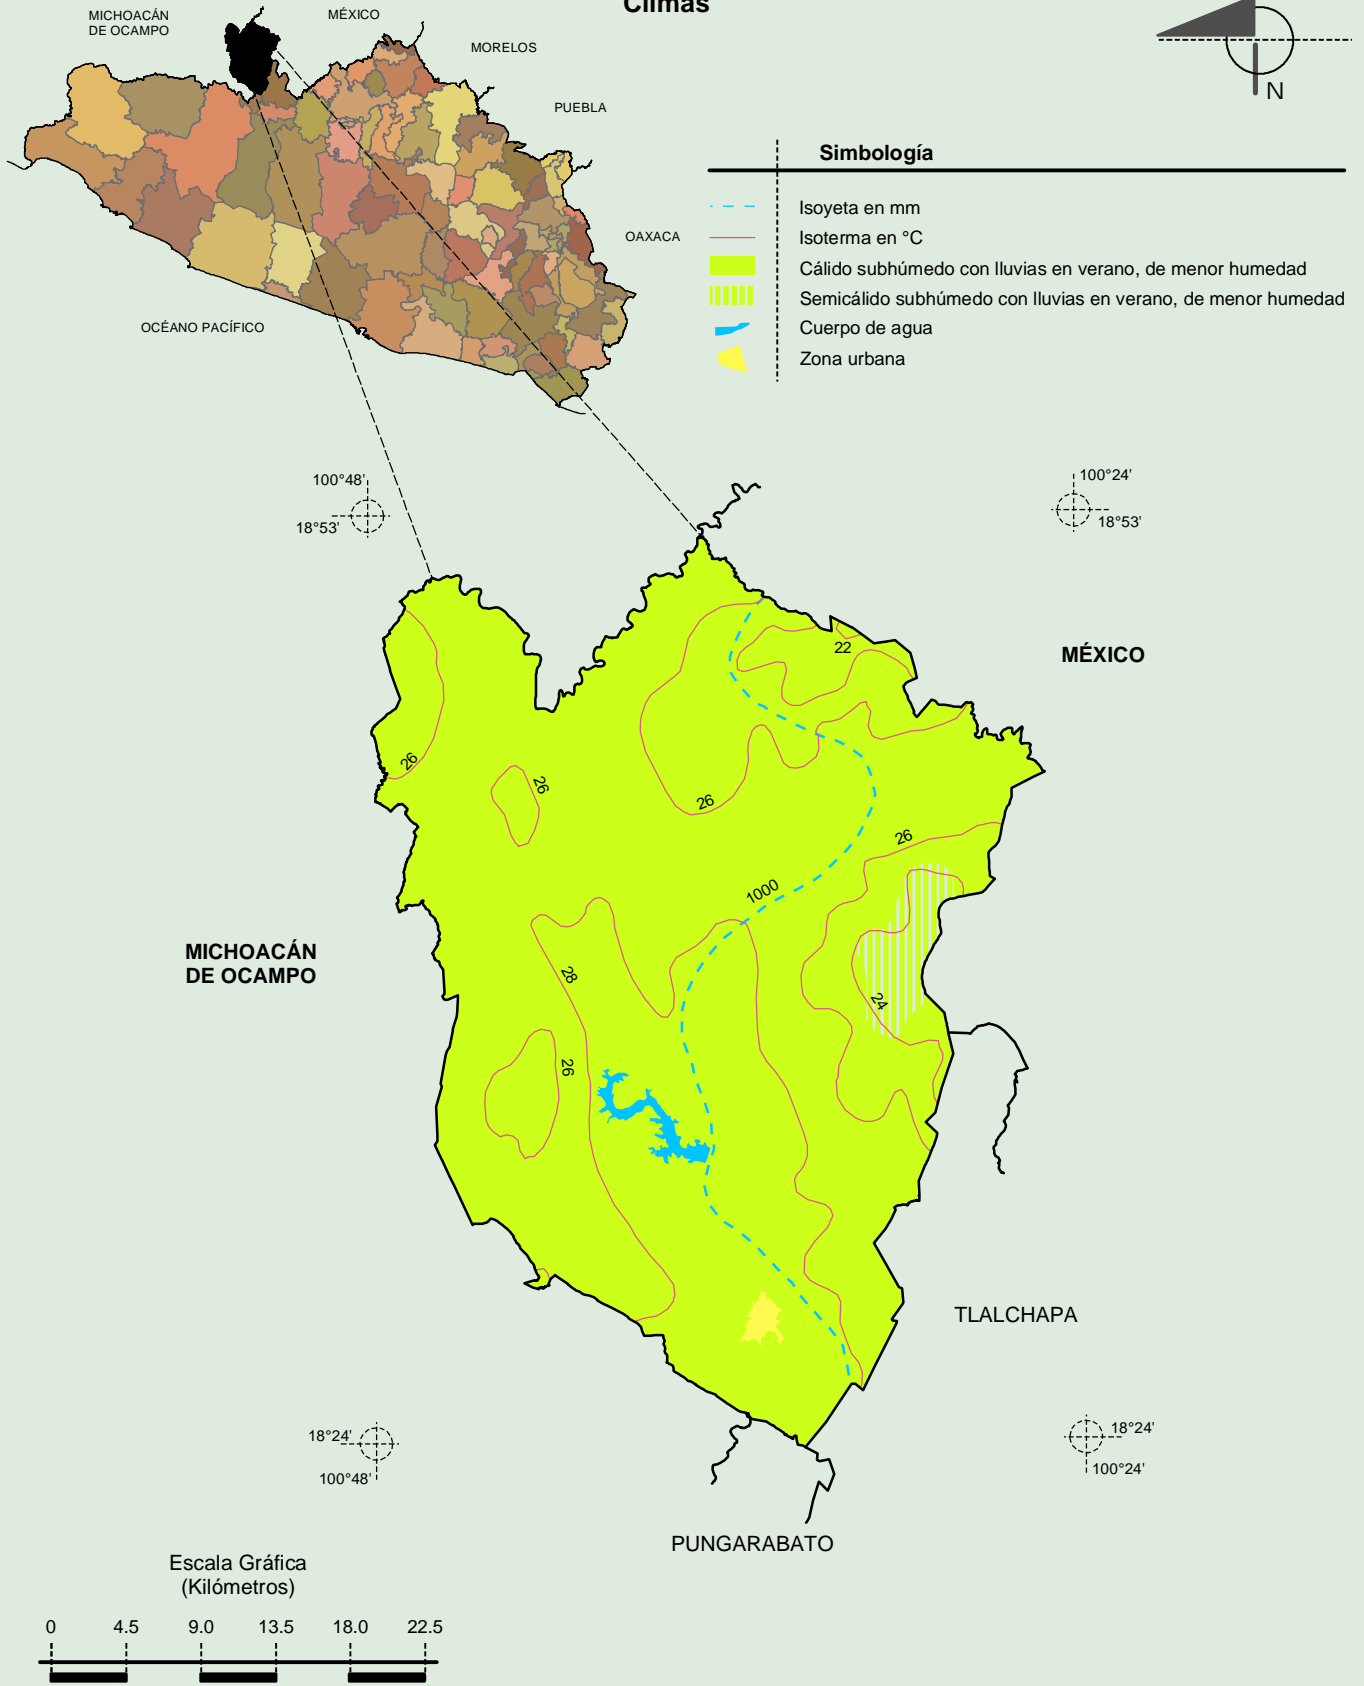 Climas
MICHOACÁN
DE OCAMPO
MÉXICO
MORELOS
PUEBLA
OAXACA
OCÉANO PACÍFICO
N
Simbología
Isoyeta en mm
Isoterma en °C
Cálido subhúmedo con lluvias en verano, de menor humedad
Semicálido subhúmedo con lluvias en verano, de menor humedad
Cuerpo de agua
Zona urbana
100°48'
18°53'
100°24'
18°53'
22
MÉXICO
26
26
26
26
1000
MICHOACÁN
DE OCAMPO
28
24
26
TLALCHAPA
18°24'
100°48'
18°24'
100°24'
PUNGARABATO
Escala Gráfica
(Kilómetros)
0 4.5 9.0 13.5 18.0 22.5